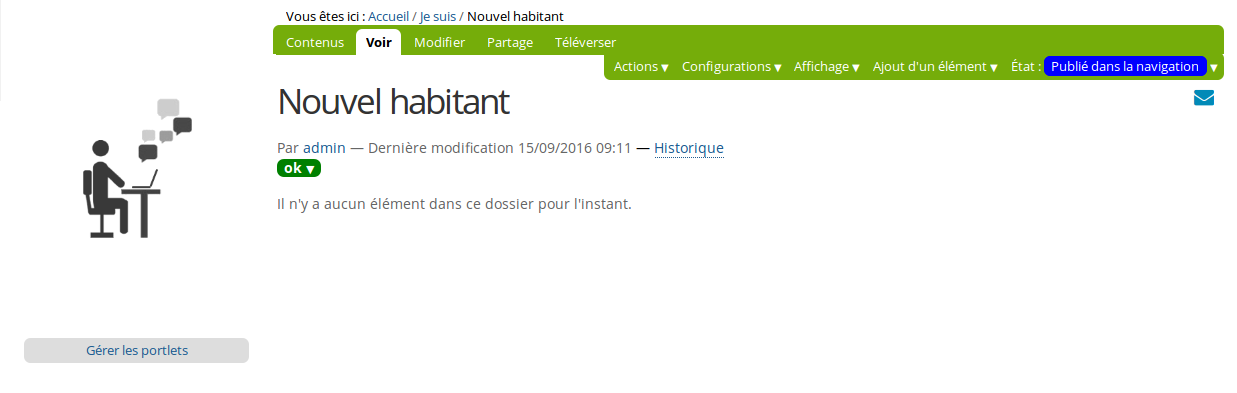 Vous êtes ici : Accueil / Je suis / Nouvel habitant
Contenus Voir Modifier Partage Téléverser
Actions ▼ Configurations ▼ Affichage ▼ Ajout d'un élément ▼ État : Publié dans la navigation ▼
Nouvel habitant
Par admin — Dernière modification 15/09/2016 09:11 — Historique
ok ▼
Il n'y a aucun élément dans ce dossier pour l'instant.
Gérer les portlets